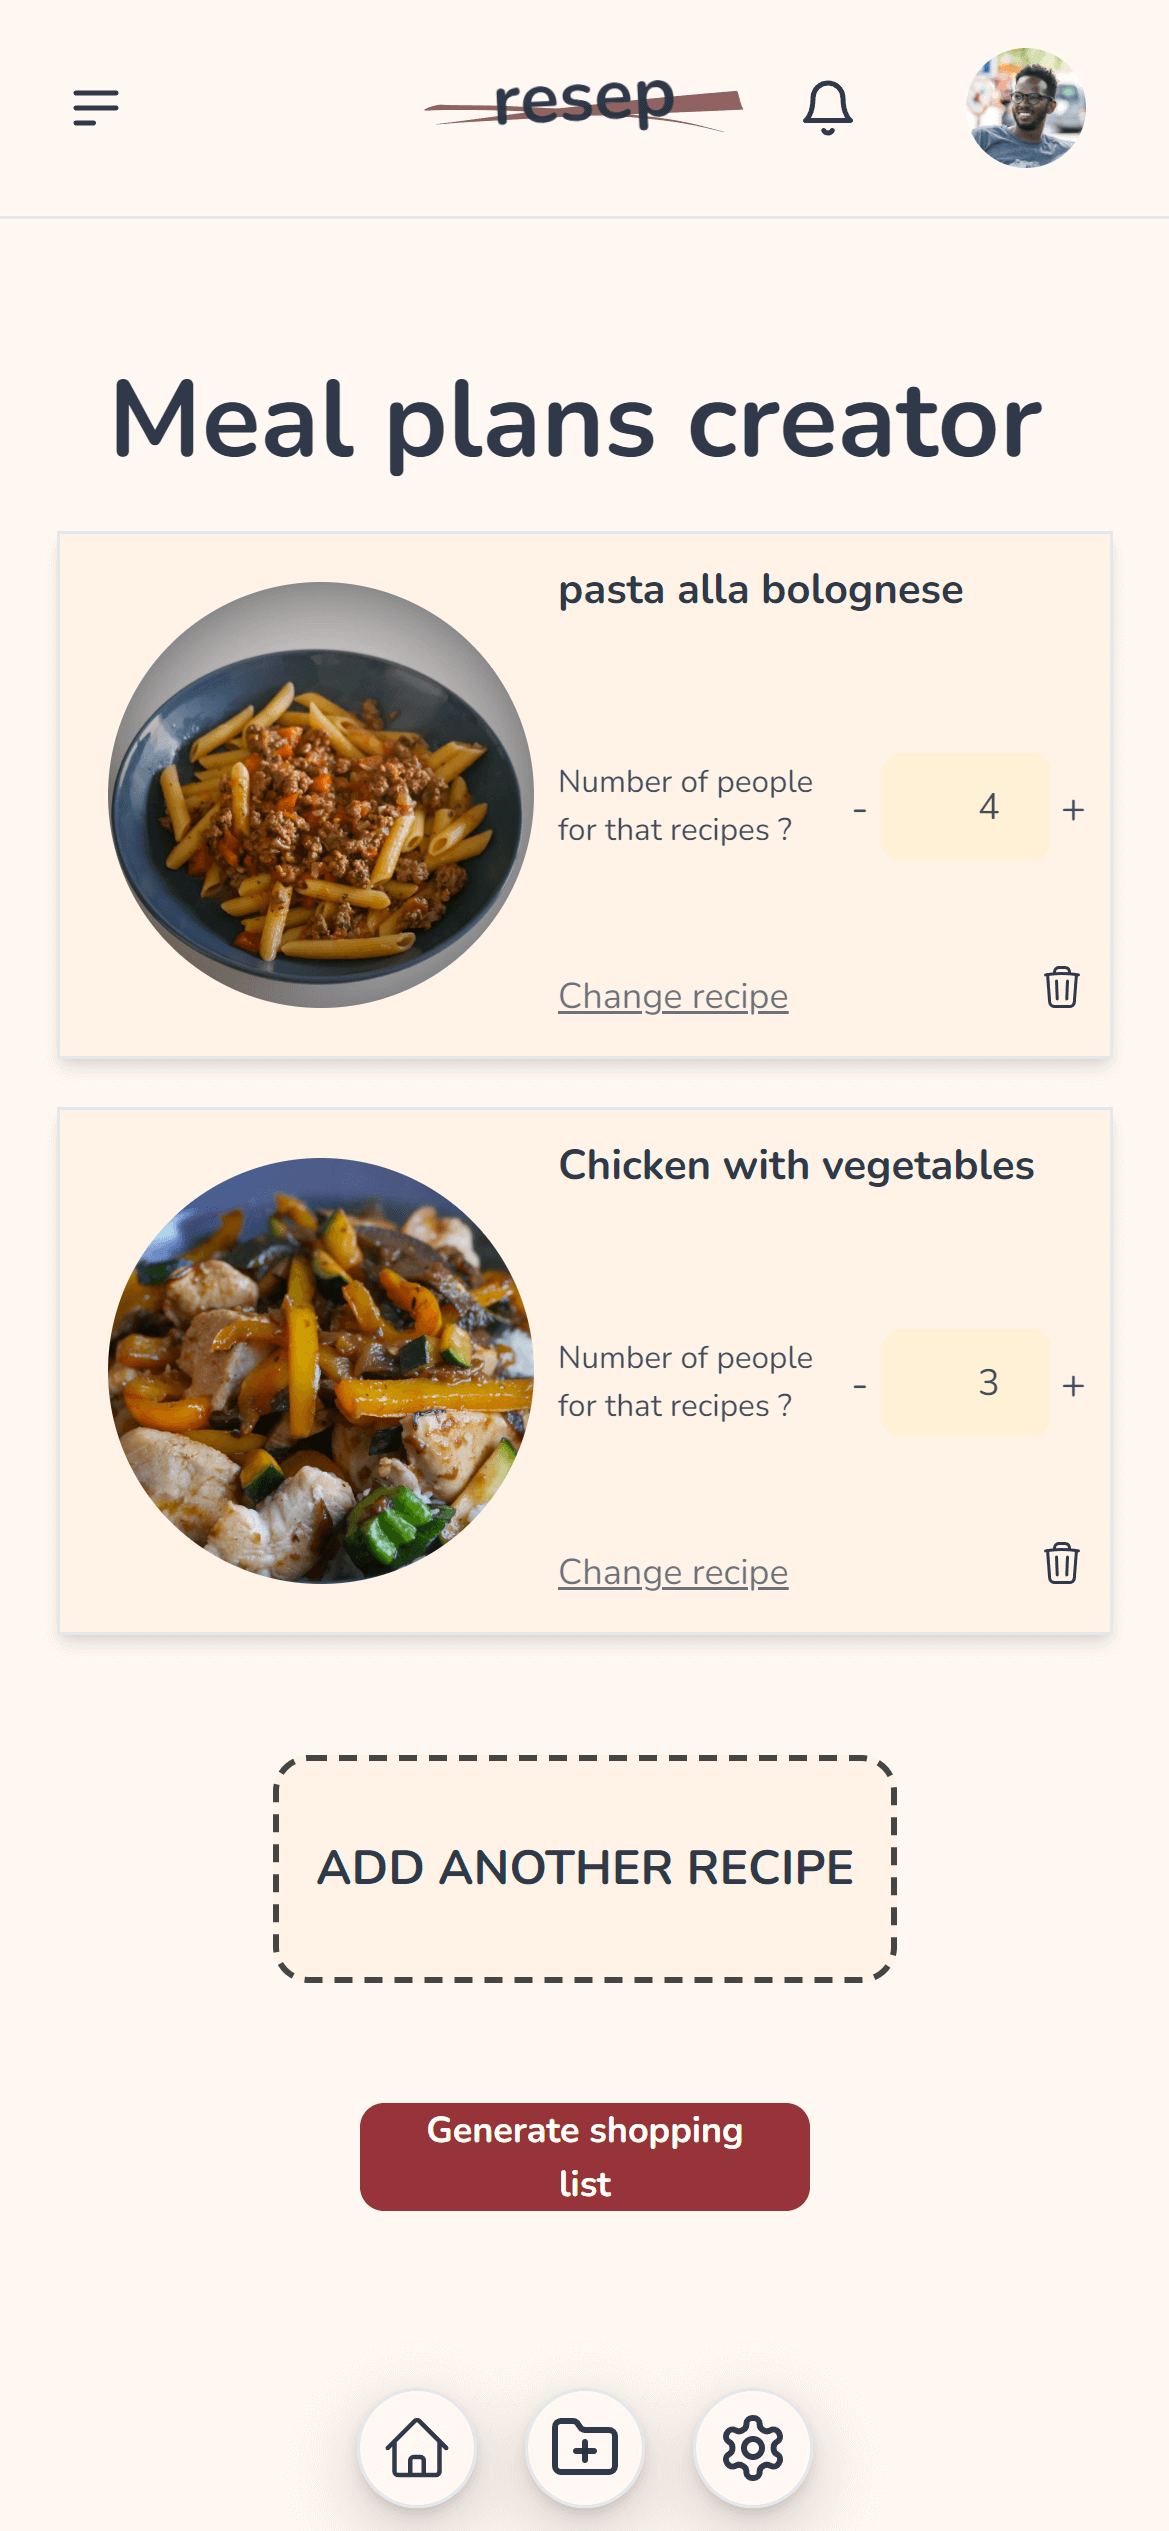 resep
Meal plans creator
pasta alla bolognese
Number of people
for that recipes ?
- 4 +
Change recipe
Chicken with vegetables
Number of people
for that recipes ?
- 3 +
Change recipe
ADD ANOTHER RECIPE
Generate shopping
list